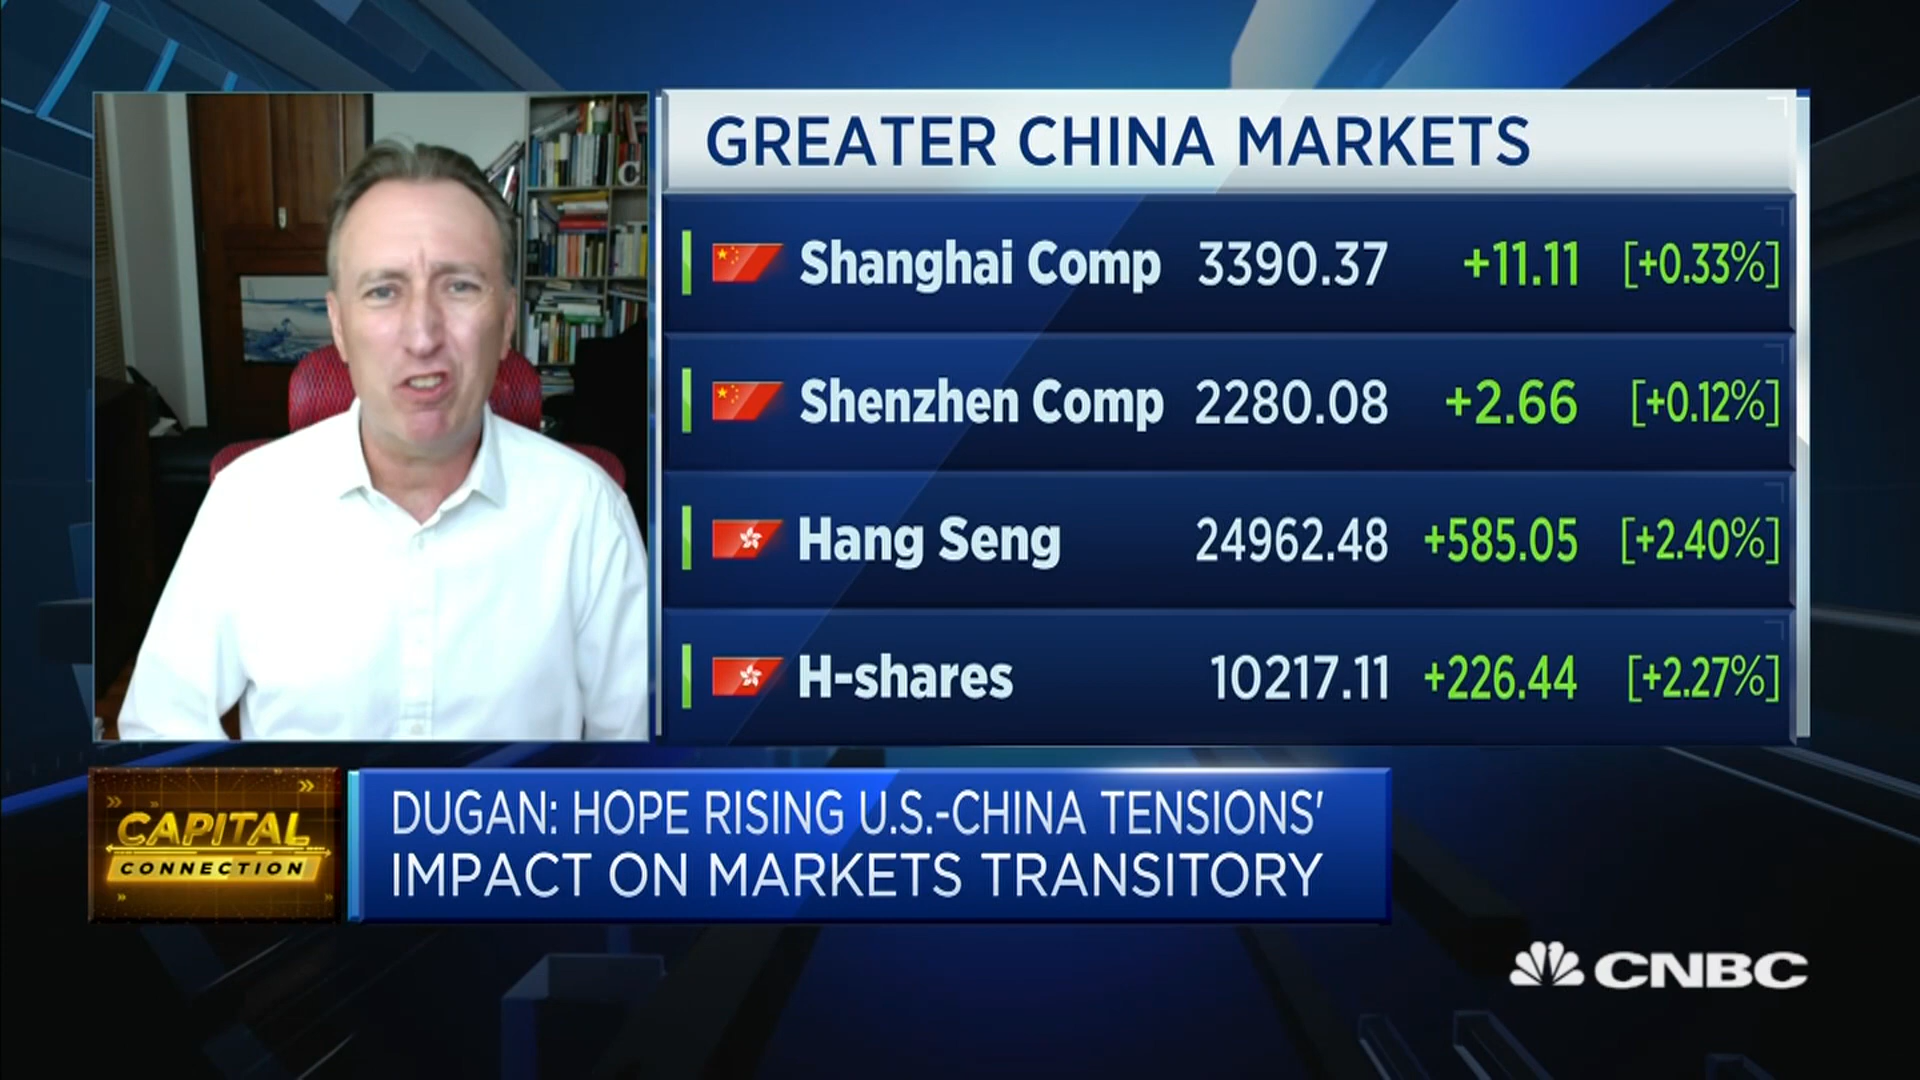 GREATER CHINA MARKETS
Shanghai Comp 3390.37 +11.11 [+0.33%]
Shenzhen Comp 2280.08 +2.66 [+0.12%]
Hang Seng 24962.48 +585.05 [+2.40%]
H-shares 10217.11 +226.44 [+2.27%]
CAPITAL
CONNECTION
DUGAN: HOPE RISING U.S.-CHINA TENSIONS'
IMPACT ON MARKETS TRANSITORY
CNBC